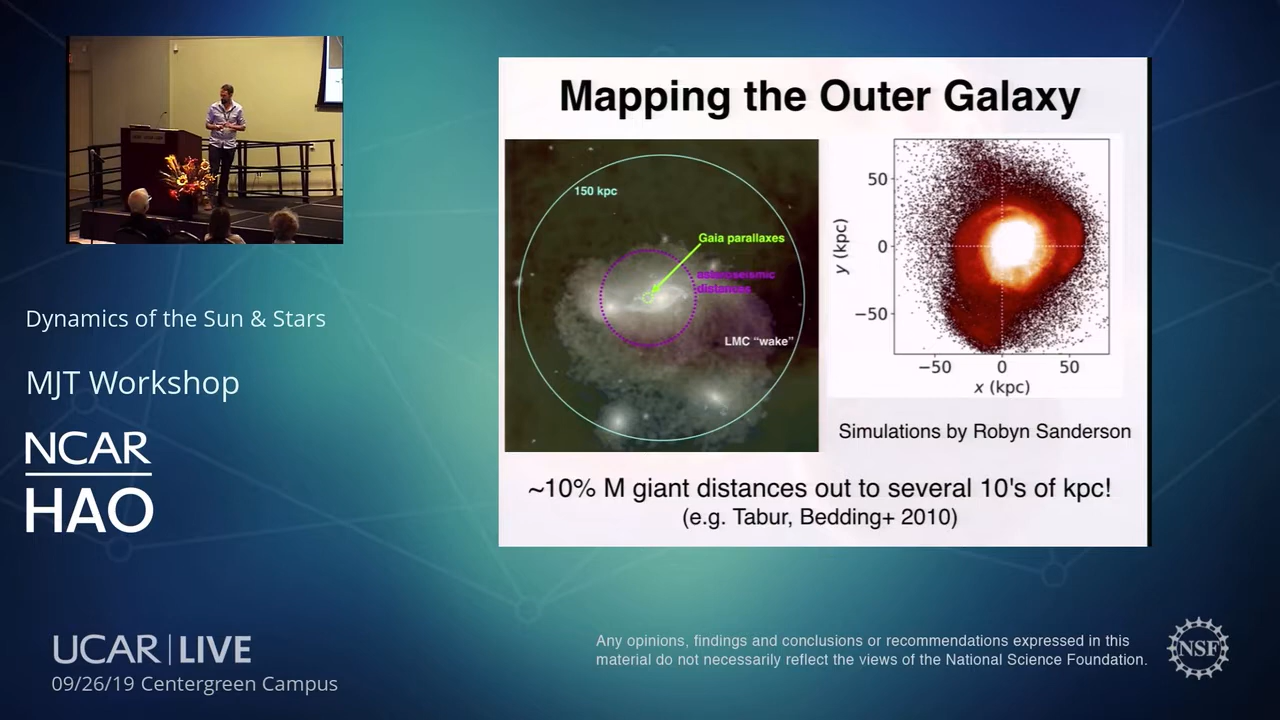 Mapping the Outer Galaxy
150 kpc
Gaia parallaxes
asteroseismic
distances
LMC “wake”
y (kpc)
50
0
−50
−50
0
50
x (kpc)
Simulations by Robyn Sanderson
~10% M giant distances out to several 10's of kpc!
(e.g. Tabur, Bedding+ 2010)
Dynamics of the Sun & Stars
MJT Workshop
NCAR
HAO
UCAR | LIVE
09/26/19 Centergreen Campus
Any opinions, findings and conclusions or recommendations expressed in this
material do not necessarily reflect the views of the National Science Foundation.
NSF